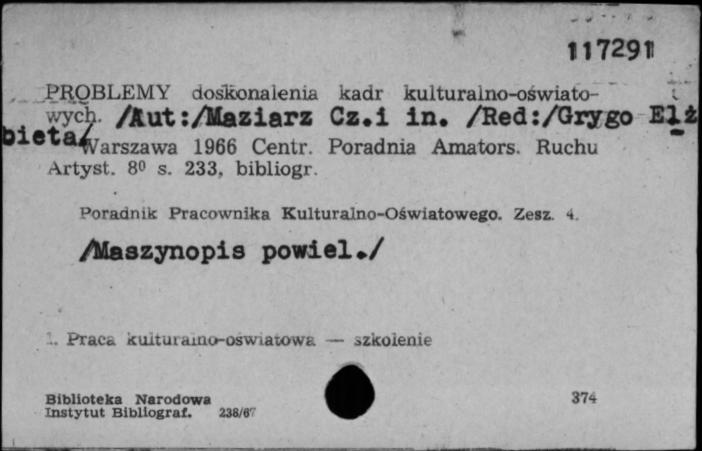 117291
PROBLEMY doskonalenia kadr kulturalno-oświato-
wych. /Aut:/Maziarz Cz.i in. /Red:/Grygo Elż
bieta/
Warszawa 1966 Centr. Poradnia Amators. Ruchu
Artyst. 8⁰ s. 233, bibliogr.
Poradnik Pracownika Kulturalno-Oświatowego. Zesz. 4.
/Maszynopis powiel./
1. Praca kulturalno-oświatowa — szkolenie
Biblioteka Narodowa
Instytut Bibliograf. 238/67
374